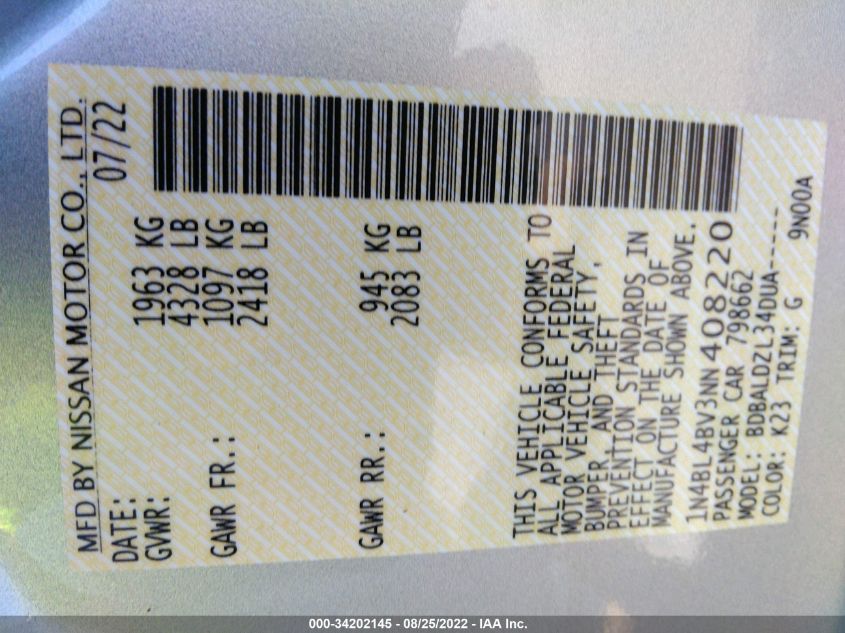 MFD BY NISSAN MOTOR CO., LTD.
DATE: 07/22
GVWR: 1963 KG
4328 LB
GAWR FR.: 1097 KG
2418 LB
GAWR RR.: 945 KG
2083 LB
THIS VEHICLE CONFORMS TO
ALL APPLICABLE FEDERAL
MOTOR VEHICLE SAFETY,
BUMPER AND THEFT
PREVENTION STANDARDS IN
EFFECT ON THE DATE OF
MANUFACTURE SHOWN ABOVE.
1N4BL4BV3NN408220
PASSENGER CAR 798662
MODEL: BDBALDZL34DUA-----
COLOR: K23 TRIM: G 9N00A
000-34202145 - 08/25/2022 - IAA Inc.